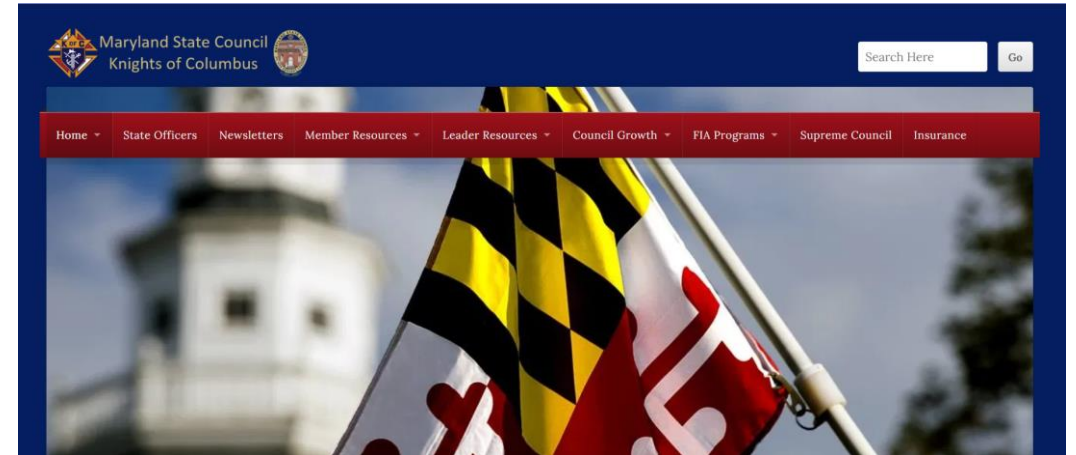 Maryland State Council
Knights of Columbus
K OF C
Search Here
Go
Home
State Officers
Newsletters
Member Resources
Leader Resources
Council Growth
FIA Programs
Supreme Council
Insurance